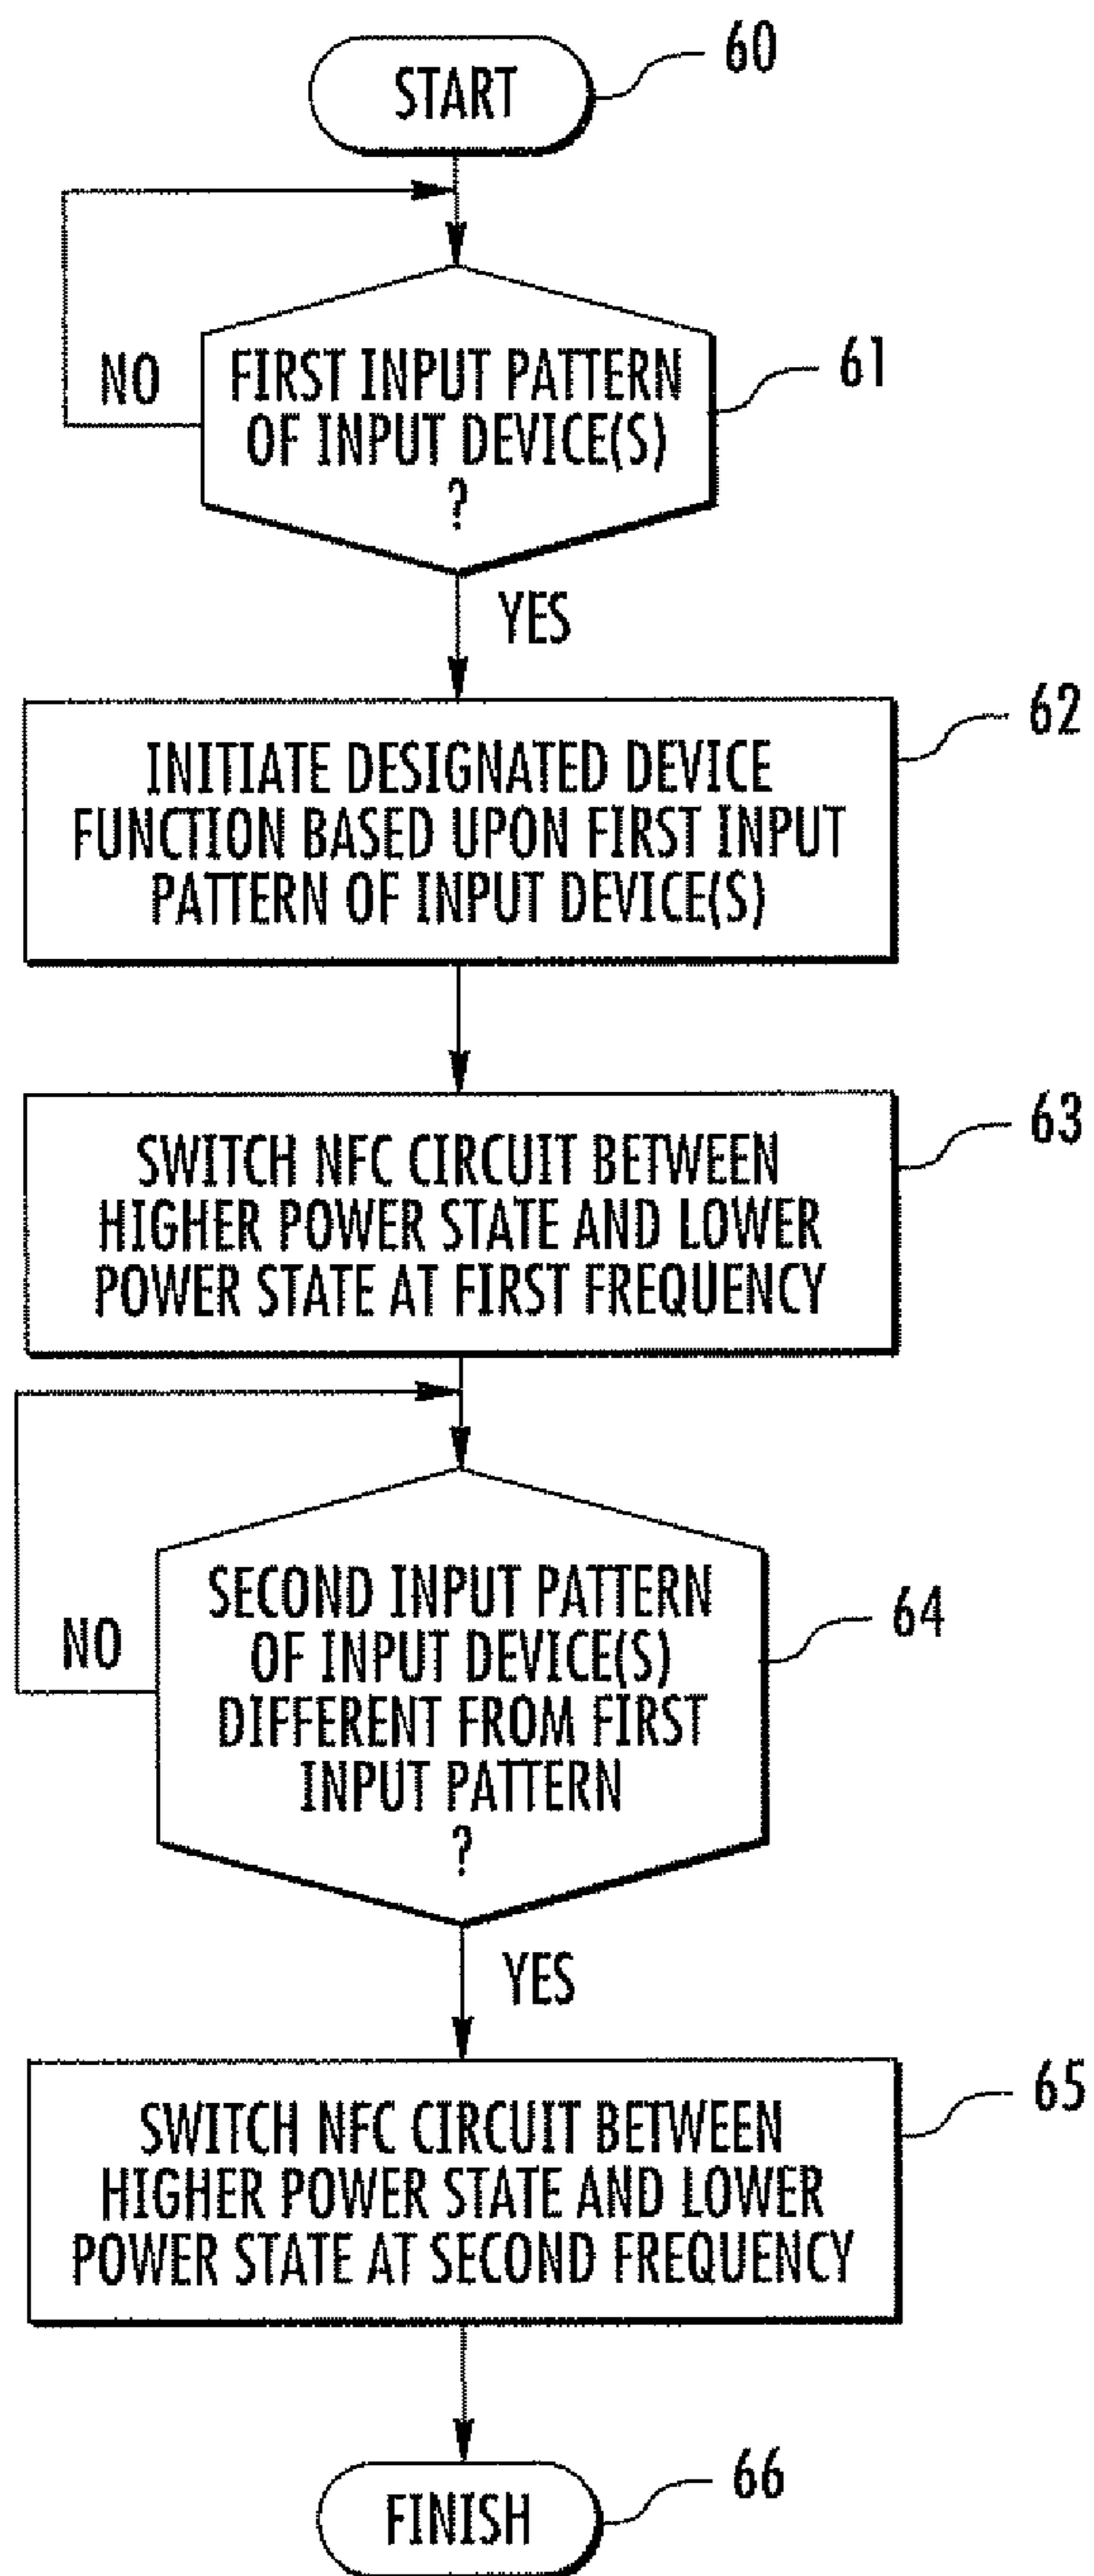 START
60
NO
FIRST INPUT PATTERN
OF INPUT DEVICE(S)
?
61
YES
INITIATE DESIGNATED DEVICE
FUNCTION BASED UPON FIRST INPUT
PATTERN OF INPUT DEVICE(S)
62
SWITCH NFC CIRCUIT BETWEEN
HIGHER POWER STATE AND LOWER
POWER STATE AT FIRST FREQUENCY
63
NO
SECOND INPUT PATTERN
OF INPUT DEVICE(S)
DIFFERENT FROM FIRST
INPUT PATTERN
?
64
YES
SWITCH NFC CIRCUIT BETWEEN
HIGHER POWER STATE AND LOWER
POWER STATE AT SECOND FREQUENCY
65
FINISH
66